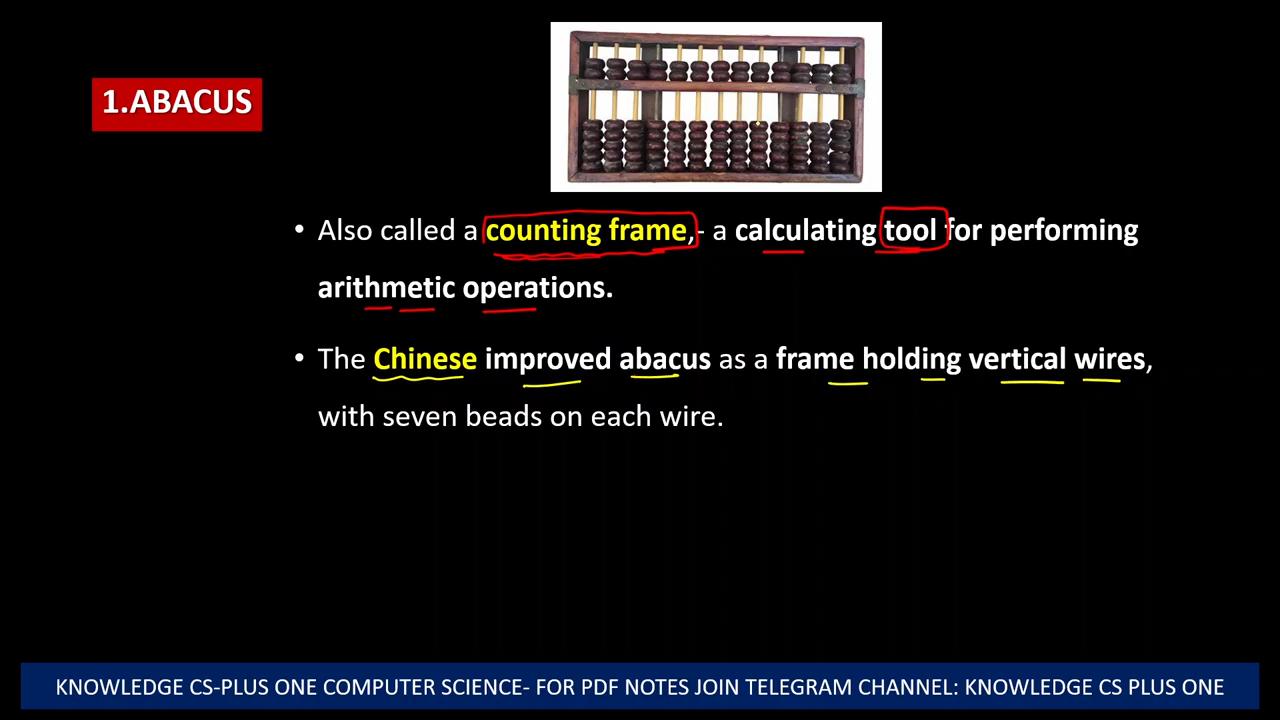 1.ABACUS
• Also called a counting frame,- a calculating tool for performing
arithmetic operations.
• The Chinese improved abacus as a frame holding vertical wires,
with seven beads on each wire.
KNOWLEDGE CS-PLUS ONE COMPUTER SCIENCE- FOR PDF NOTES JOIN TELEGRAM CHANNEL: KNOWLEDGE CS PLUS ONE